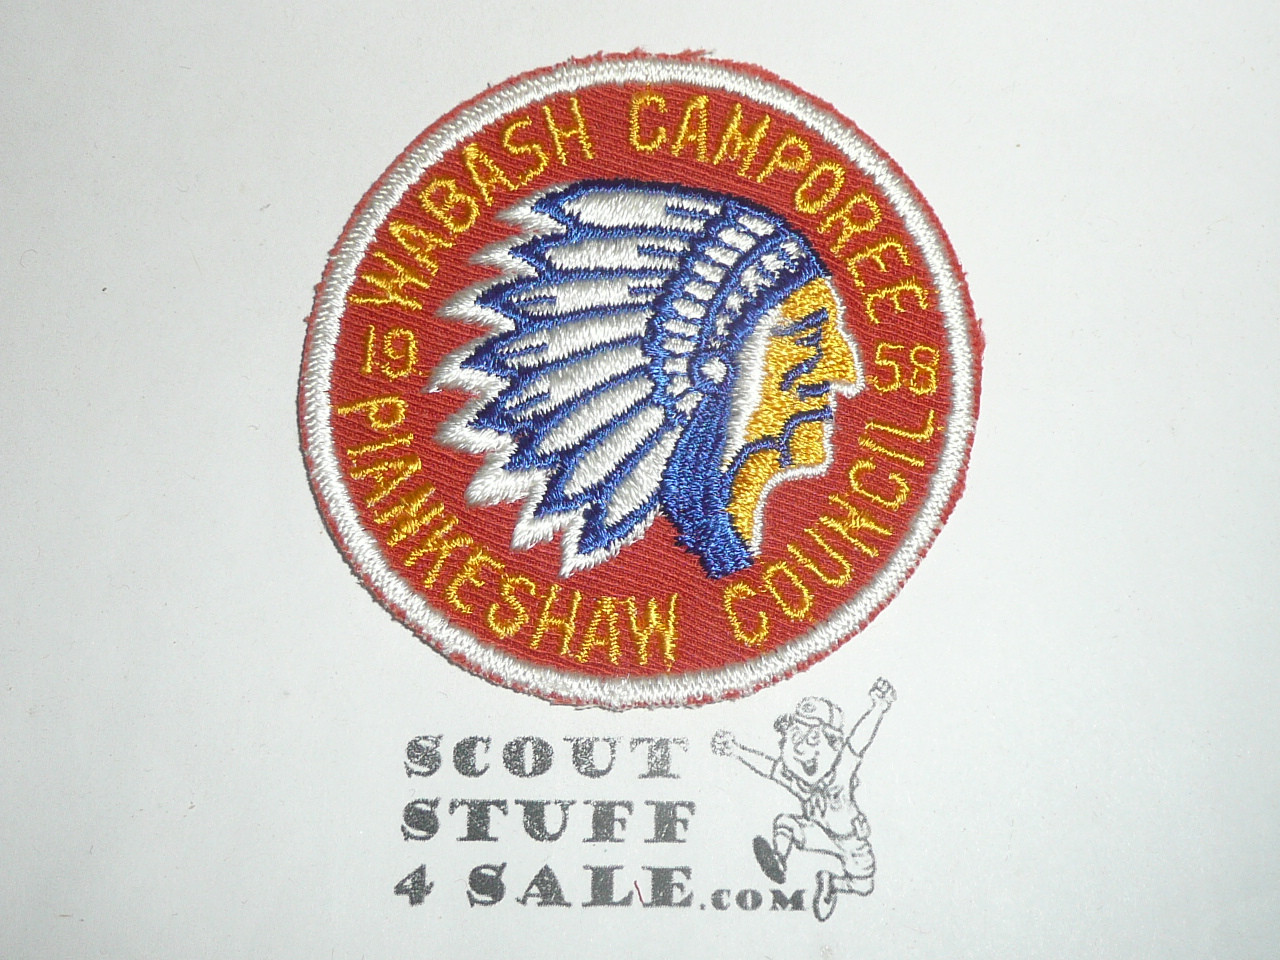 WABASH CAMPOREE
19 58
PIANKESHAW COUNCIL
SCOUT
STUFF
4 SALE.COM